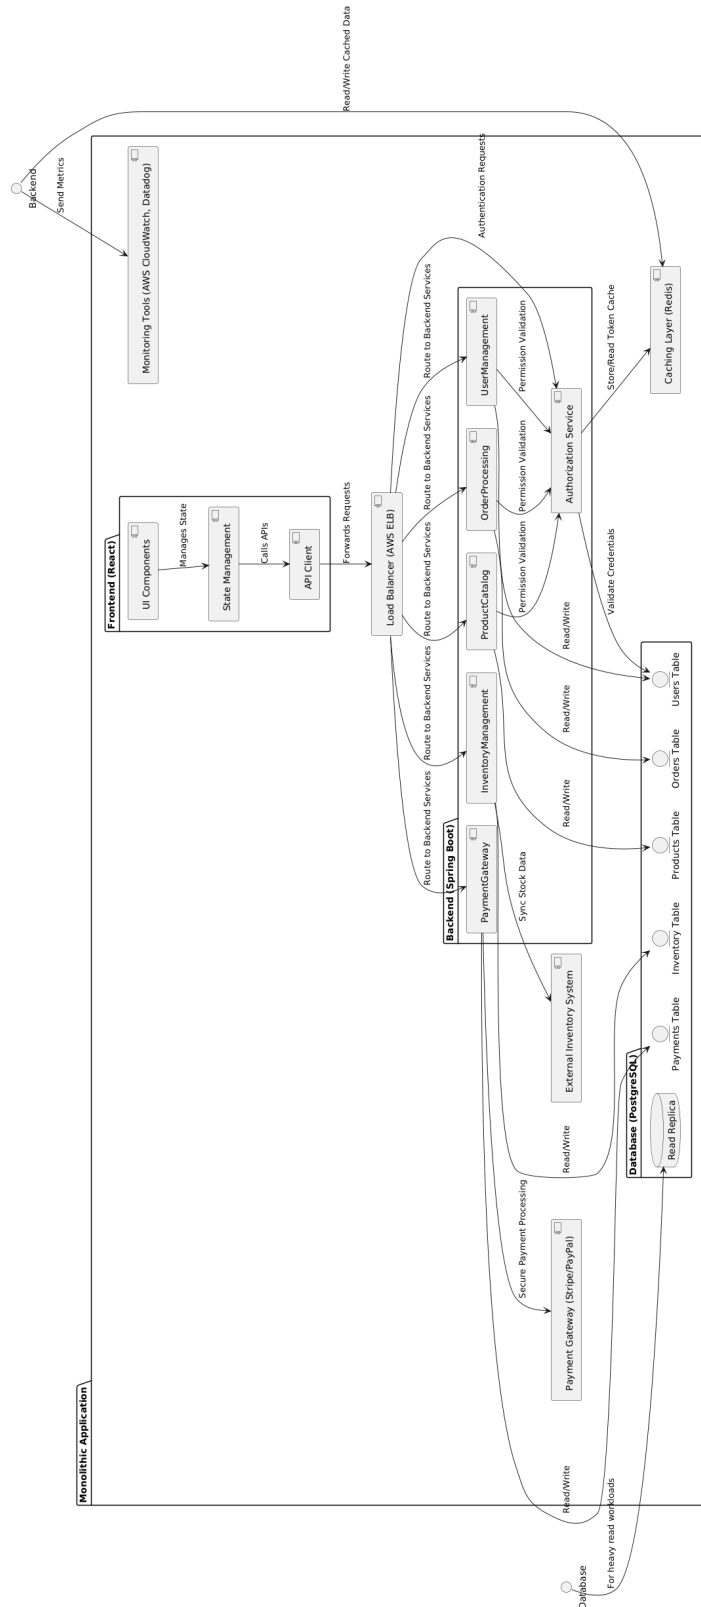 Monolithic Application
Frontend (React)
UI Components
Manages State
State Management
Calls APIs
API Client
Forwards Requests
Monitoring Tools (AWS CloudWatch, Datadog)
Backend
Send Metrics
Read/Write Cached Data
Load Balancer (AWS ELB)
Route to Backend Services
Route to Backend Services
Route to Backend Services
Route to Backend Services
Route to Backend Services
Authentication Requests
Backend (Spring Boot)
PaymentGateway
InventoryManagement
ProductCatalog
OrderProcessing
UserManagement
Sync Stock Data
Secure Payment Processing
Permission Validation
Permission Validation
Permission Validation
Authorization Service
External Inventory System
Payment Gateway (Stripe/PayPal)
Read/Write
Read/Write
Read/Write
Read/Write
Read/Write
Store/Read Token Cache
Validate Credentials
Caching Layer (Redis)
Database (PostgreSQL)
Read Replica
Payments Table
Inventory Table
Products Table
Orders Table
Users Table
Database
For heavy read workloads